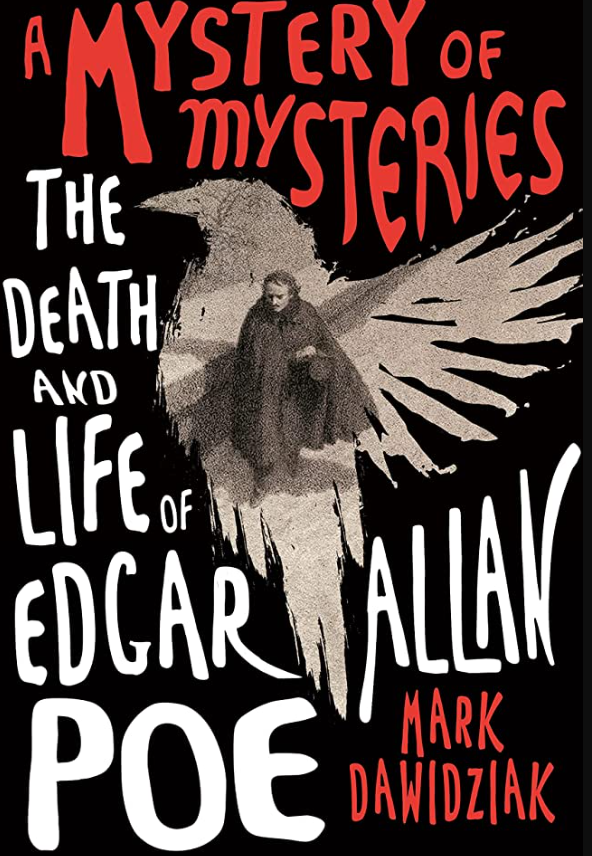 A MYSTERY OF
MYSTERIES
THE
DEATH
AND
LIFE OF
EDGAR ALLAN
POE
MARK
DAWIDZIAK